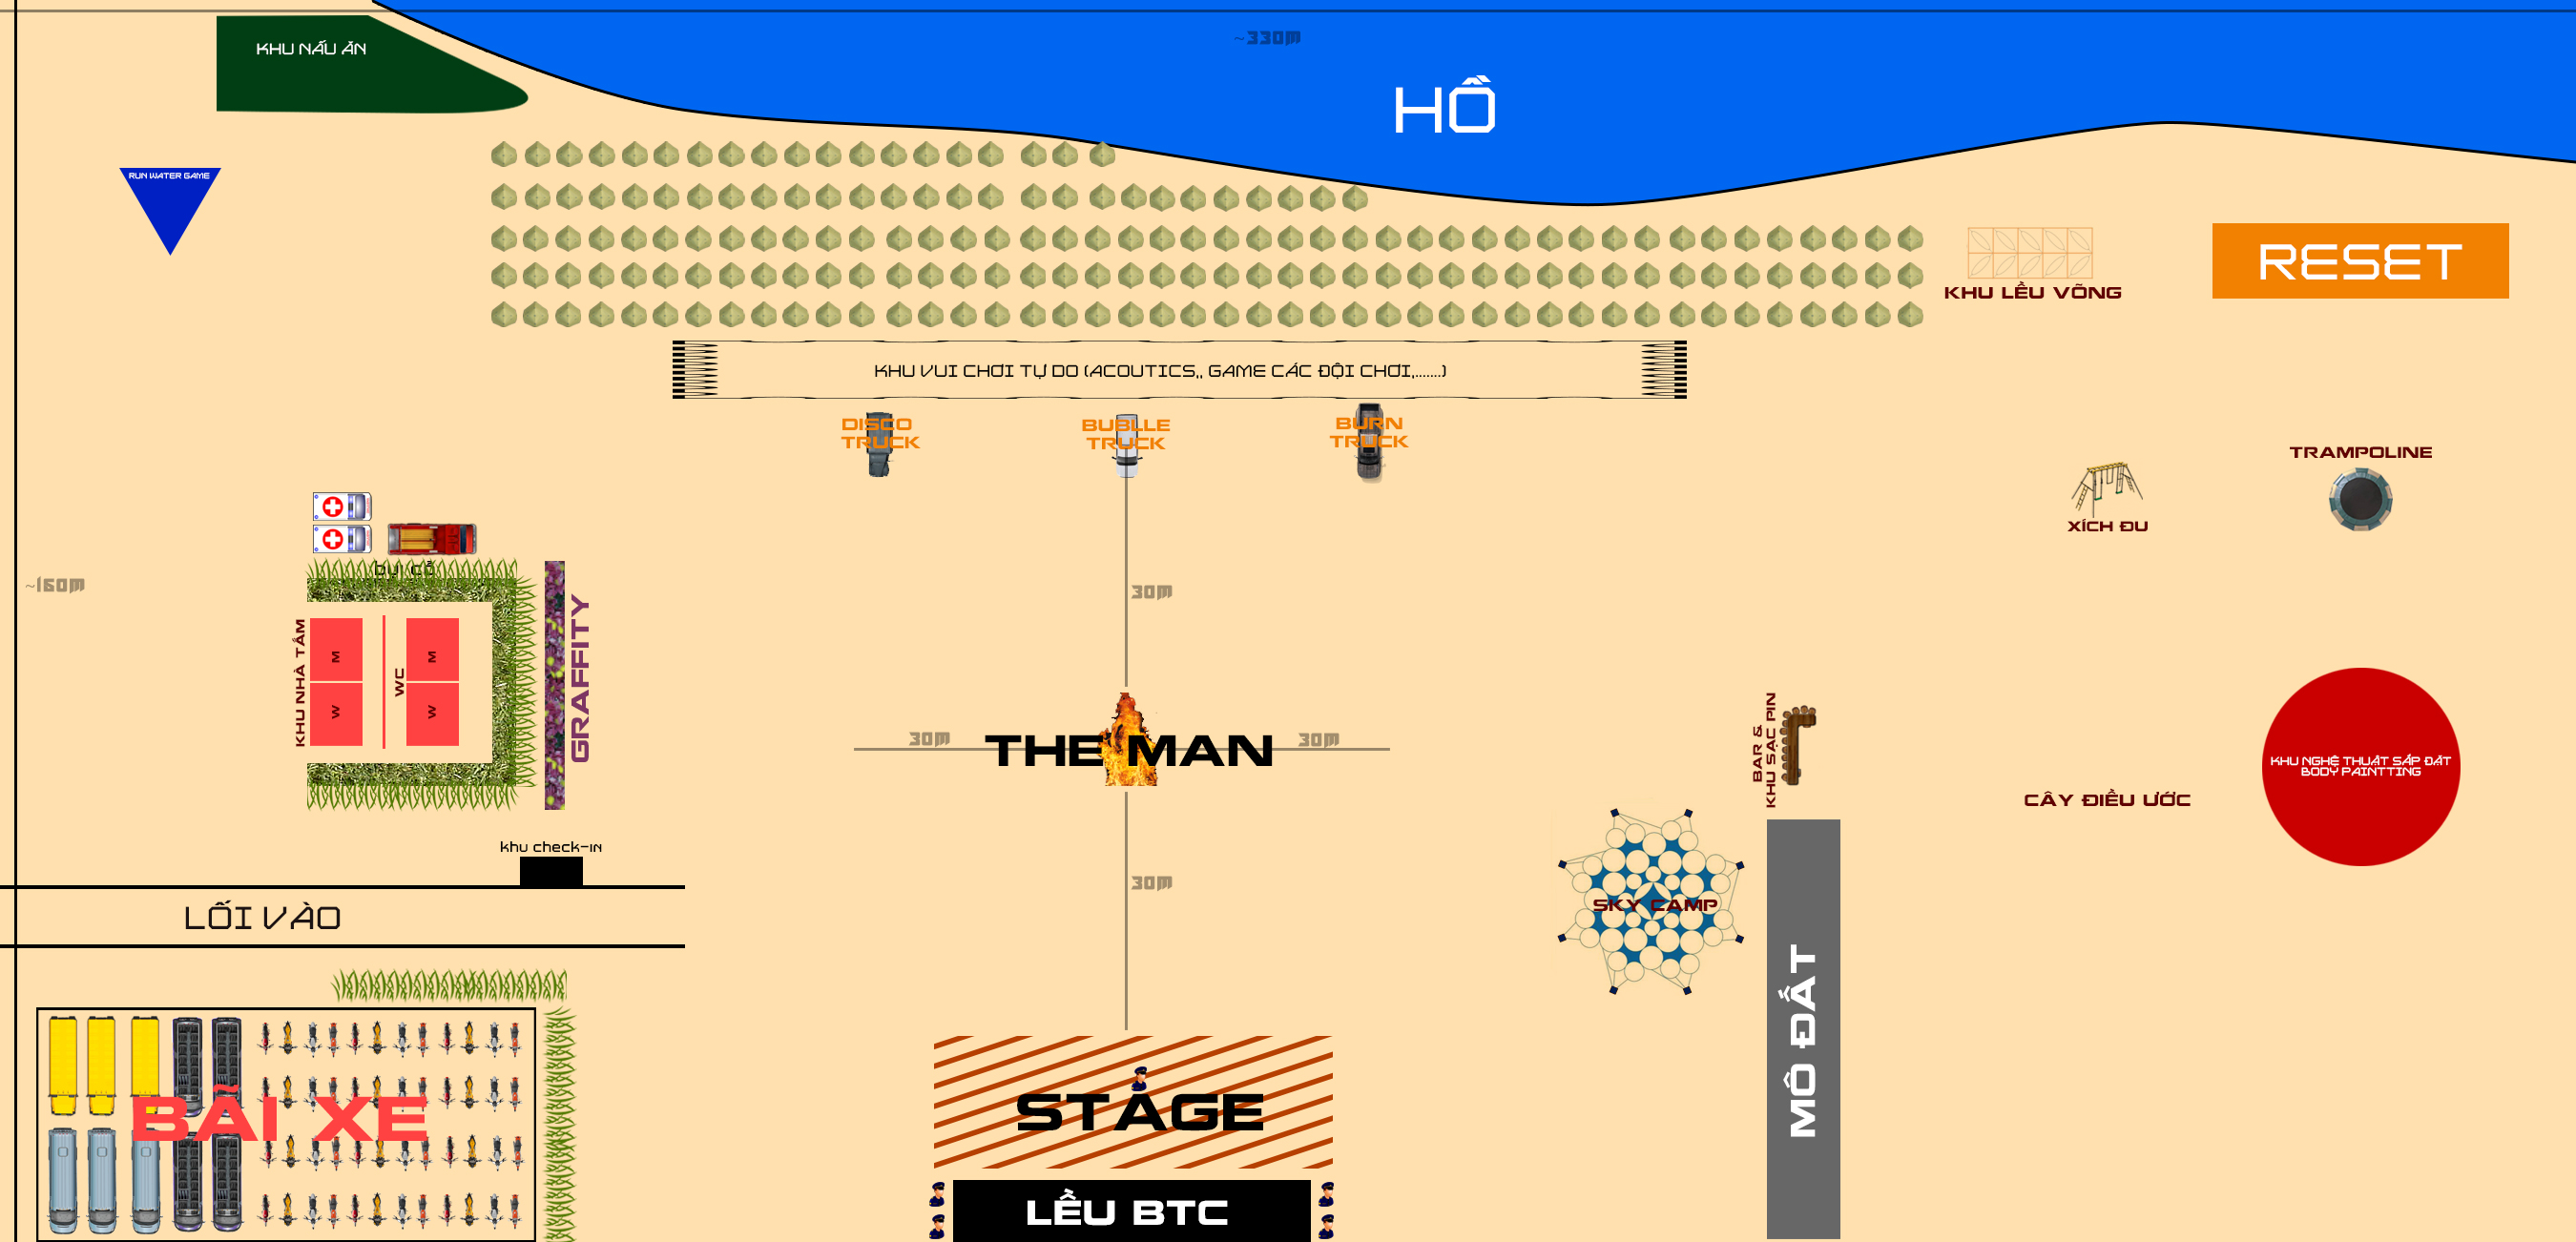 ~330M
KHU NẤU ĂN
HỒ
RUN WATER GAME
RESET
KHU LỀU VÕNG
KHU VUI CHƠI TỰ DO (ACOUTICS,, GAME CÁC ĐỘI CHƠI,.......)
DISCO
TRUCK
BUBLLE
TRUCK
BURN
TRUCK
TRAMPOLINE
XÍCH ĐU
~160M
30M
KHU NHÀ TẮM
M
W
WC
M
W
GRAFFITY
30M
THE MAN
30M
BAR &
KHU SẠC PIN
KHU NGHỆ THUẬT SẮP ĐẶT
BODY PAINTTING
CÂY ĐIỀU ƯỚC
khu check-in
30M
LỐI VÀO
SKY CAMP
MÔ ĐẤT
BÃI XE
STAGE
LỀU BTC